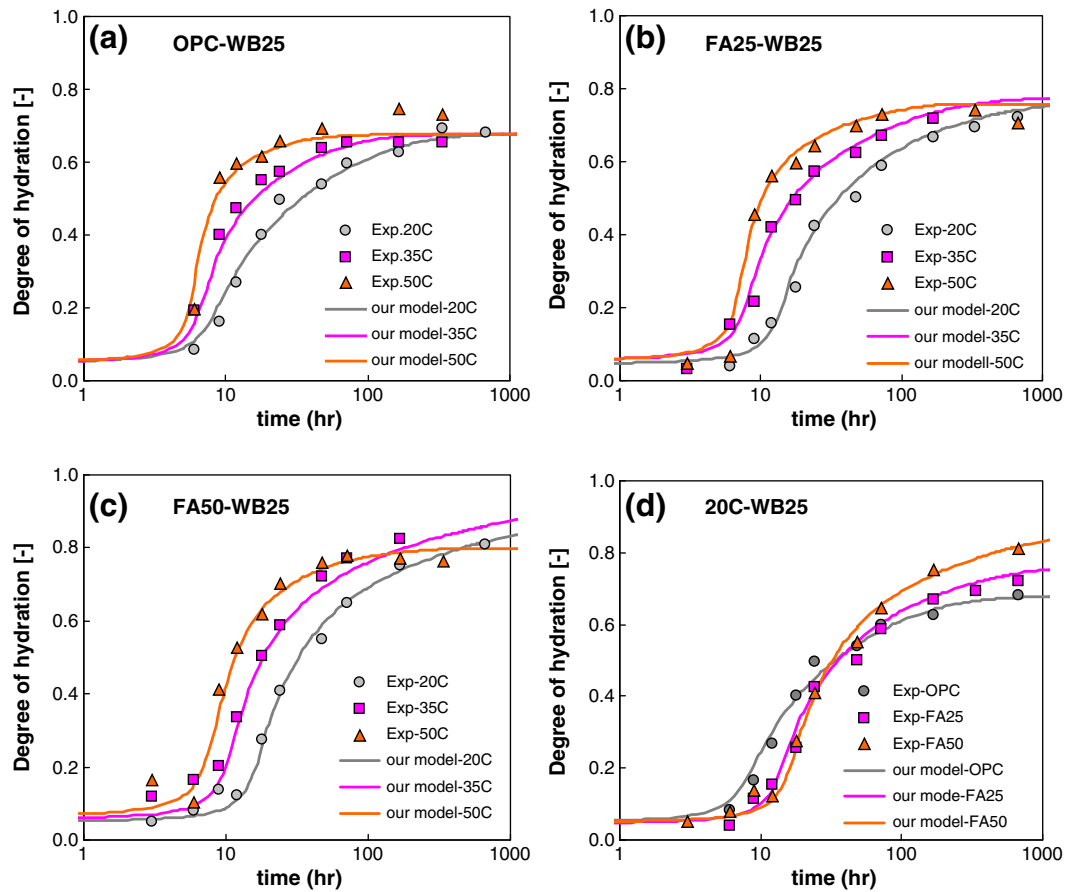 (a)
OPC-WB25
Degree of hydration [-]
1.0
0.8
0.6
0.4
0.2
0.0
Exp.20C
Exp.35C
Exp.50C
our model-20C
our model-35C
our model-50C
1
10
100
1000
time (hr)
(b)
FA25-WB25
Degree of hydration [-]
1.0
0.8
0.6
0.4
0.2
0.0
Exp-20C
Exp-35C
Exp-50C
our model-20C
our model-35C
our modell-50C
1
10
100
1000
time (hr)
(c)
FA50-WB25
Degree of hydration [-]
1.0
0.8
0.6
0.4
0.2
0.0
Exp-20C
Exp-35C
Exp-50C
our model-20C
our model-35C
our model-50C
1
10
100
1000
time (hr)
(d)
20C-WB25
Degree of hydration [-]
1.0
0.8
0.6
0.4
0.2
0.0
Exp-OPC
Exp-FA25
Exp-FA50
our model-OPC
our mode-FA25
our model-FA50
1
10
100
1000
time (hr)